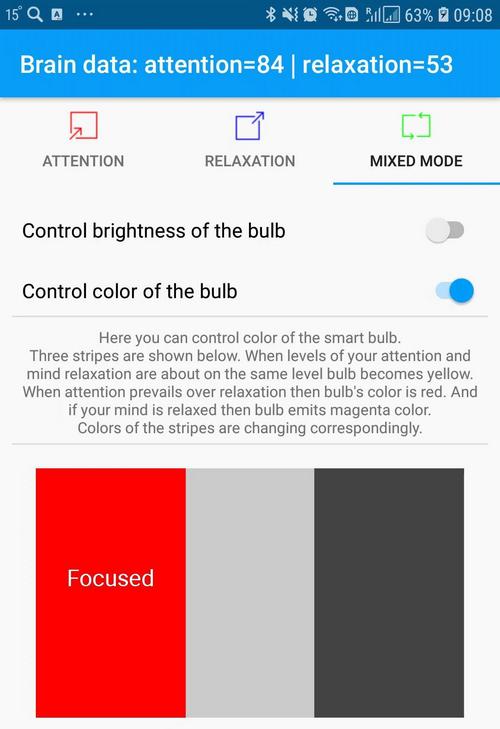 15° 63% 09:08
Brain data: attention=84 | relaxation=53
ATTENTION RELAXATION MIXED MODE
Control brightness of the bulb
Control color of the bulb
Here you can control color of the smart bulb.
Three stripes are shown below. When levels of your attention and
mind relaxation are about on the same level bulb becomes yellow.
When attention prevails over relaxation then bulb's color is red. And
if your mind is relaxed then bulb emits magenta color.
Colors of the stripes are changing correspondingly.
Focused